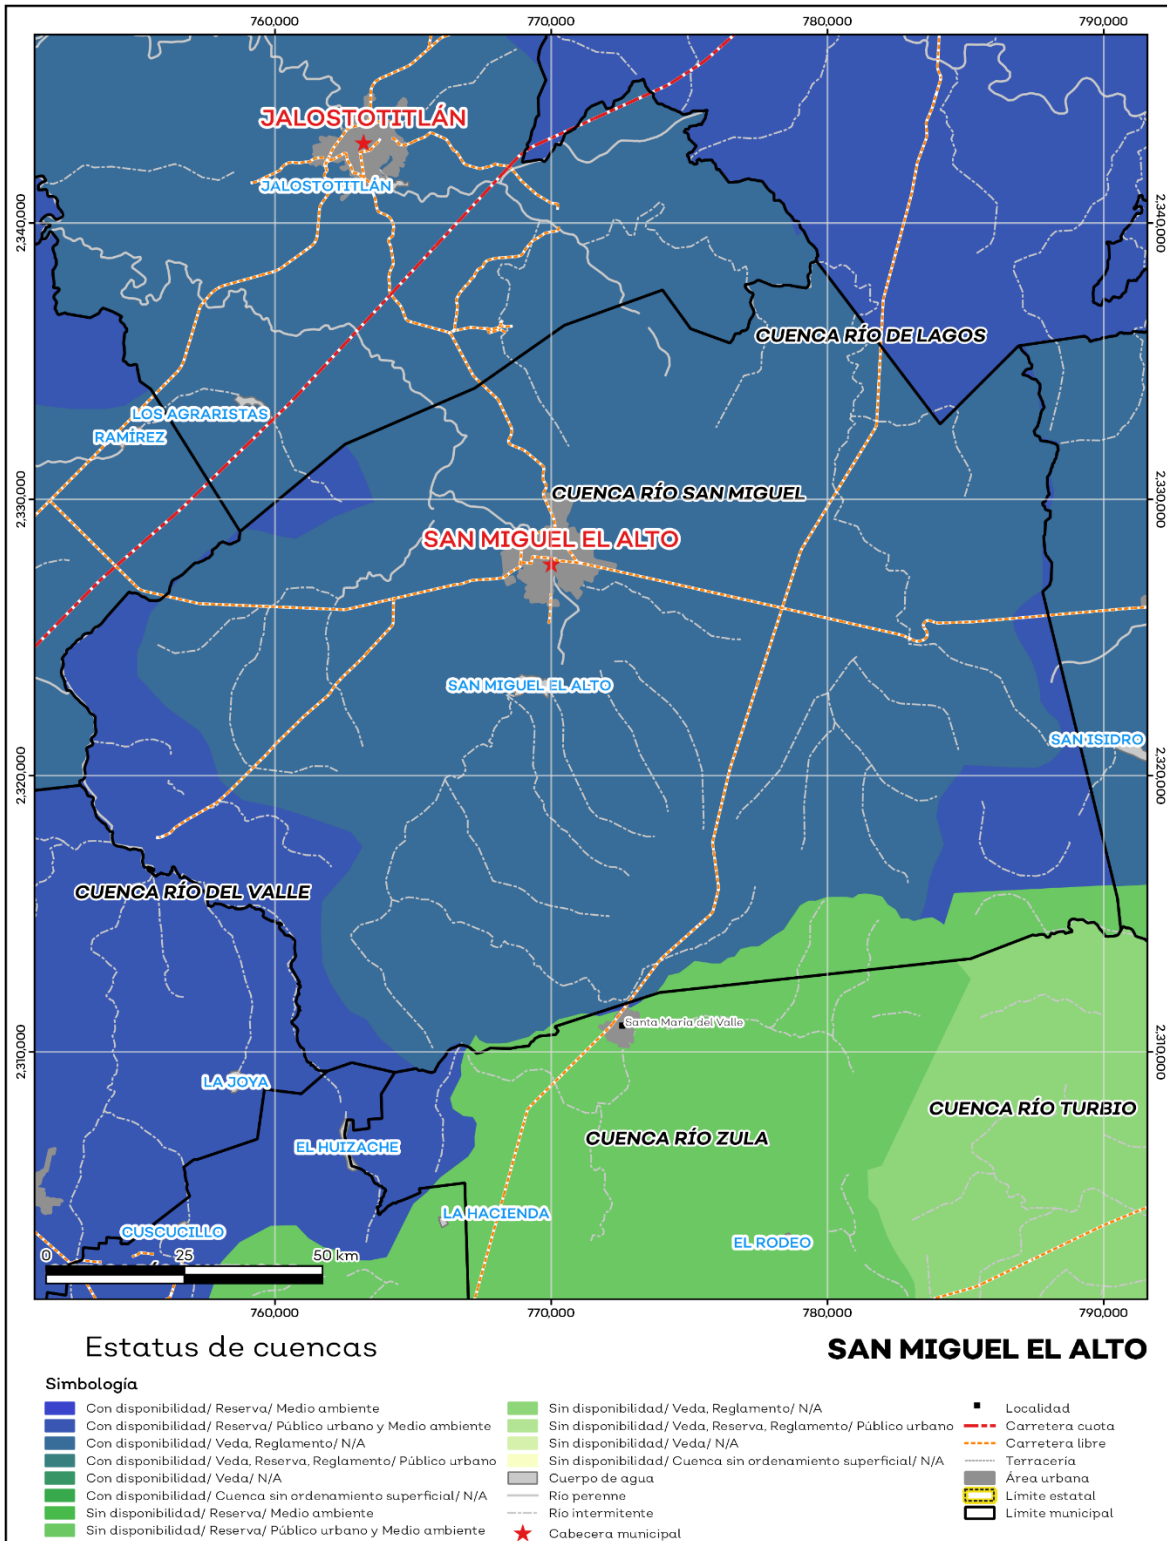 760,000 770,000 780,000 790,000
JALOSTOTITLÁN
JALOSTOTITLÁN
2,340,000 2,340,000
CUENCA RÍO DE LAGOS
LOS AGRARISTAS
RAMÍREZ
CUENCA RÍO SAN MIGUEL
2,330,000 2,330,000
SAN MIGUEL EL ALTO
SAN MIGUEL EL ALTO
SAN ISIDRO
2,320,000 2,320,000
CUENCA RÍO DEL VALLE
Santa María del Valle
2,310,000 2,310,000
LA JOYA
CUENCA RÍO TURBIO
CUENCA RÍO ZULA
EL HUIZACHE
LA HACIENDA
CUSCUCILLO
EL RODEO
0 25 50 km
760,000 770,000 780,000 790,000
Estatus de cuencas
SAN MIGUEL EL ALTO
Simbología
Con disponibilidad/ Reserva/ Medio ambiente
Con disponibilidad/ Reserva/ Público urbano y Medio ambiente
Con disponibilidad/ Veda, Reglamento/ N/A
Con disponibilidad/ Veda, Reserva, Reglamento/ Público urbano
Con disponibilidad/ Veda/ N/A
Con disponibilidad/ Cuenca sin ordenamiento superficial/ N/A
Sin disponibilidad/ Reserva/ Medio ambiente
Sin disponibilidad/ Reserva/ Público urbano y Medio ambiente
Sin disponibilidad/ Veda, Reglamento/ N/A
Sin disponibilidad/ Veda, Reserva, Reglamento/ Público urbano
Sin disponibilidad/ Veda/ N/A
Sin disponibilidad/ Cuenca sin ordenamiento superficial/ N/A
Cuerpo de agua
Río perenne
Río intermitente
Cabecera municipal
Localidad
Carretera cuota
Carretera libre
Terracería
Área urbana
Límite estatal
Límite municipal